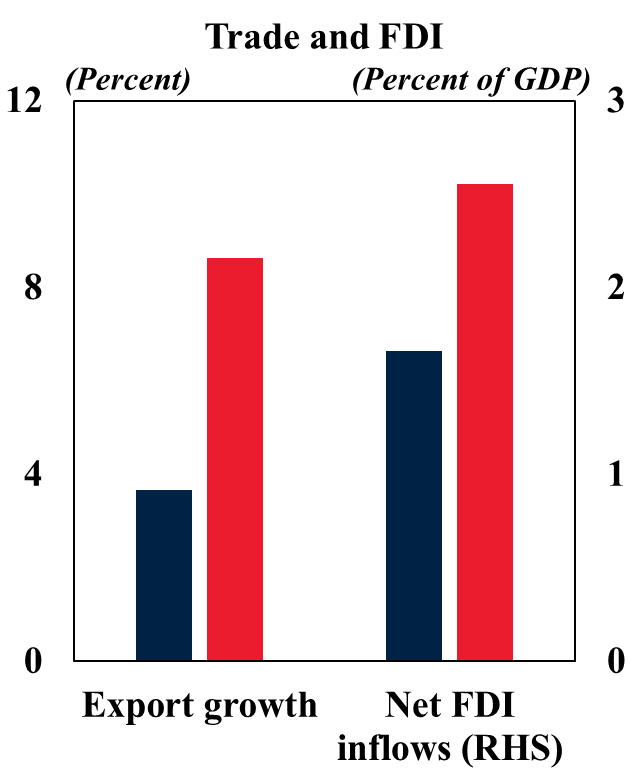 Trade and FDI
(Percent) (Percent of GDP)
12 3
8 2
4 1
0 0
Export growth Net FDI
inflows (RHS)